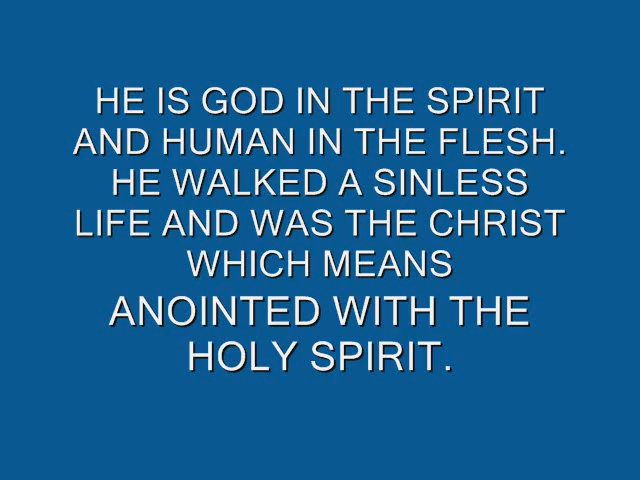 HE IS GOD IN THE SPIRIT
AND HUMAN IN THE FLESH.
HE WALKED A SINLESS
LIFE AND WAS THE CHRIST
WHICH MEANS
ANOINTED WITH THE
HOLY SPIRIT.